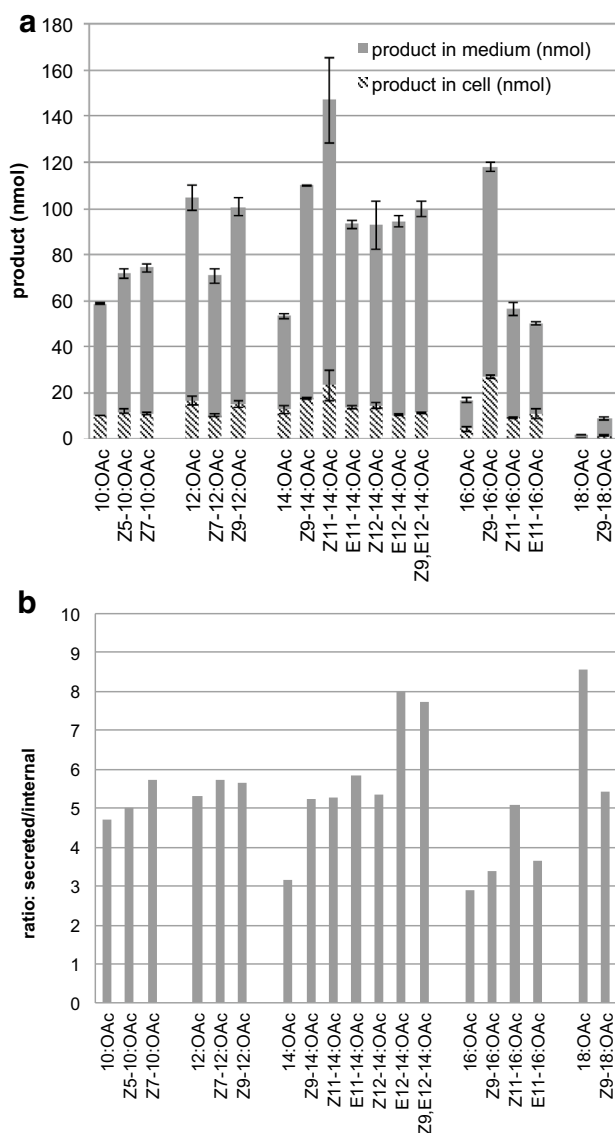 a
product in medium (nmol)
product in cell (nmol)
product (nmol)
180
160
140
120
100
80
60
40
20
0
10:OAc
Z5-10:OAc
Z7-10:OAc
12:OAc
Z7-12:OAc
Z9-12:OAc
14:OAc
Z9-14:OAc
Z11-14:OAc
E11-14:OAc
Z12-14:OAc
E12-14:OAc
Z9,E12-14:OAc
16:OAc
Z9-16:OAc
Z11-16:OAc
E11-16:OAc
18:OAc
Z9-18:OAc
b
ratio: secreted/internal
10
9
8
7
6
5
4
3
2
1
0
10:OAc
Z5-10:OAc
Z7-10:OAc
12:OAc
Z7-12:OAc
Z9-12:OAc
14:OAc
Z9-14:OAc
Z11-14:OAc
E11-14:OAc
Z12-14:OAc
E12-14:OAc
Z9,E12-14:OAc
16:OAc
Z9-16:OAc
Z11-16:OAc
E11-16:OAc
18:OAc
Z9-18:OAc